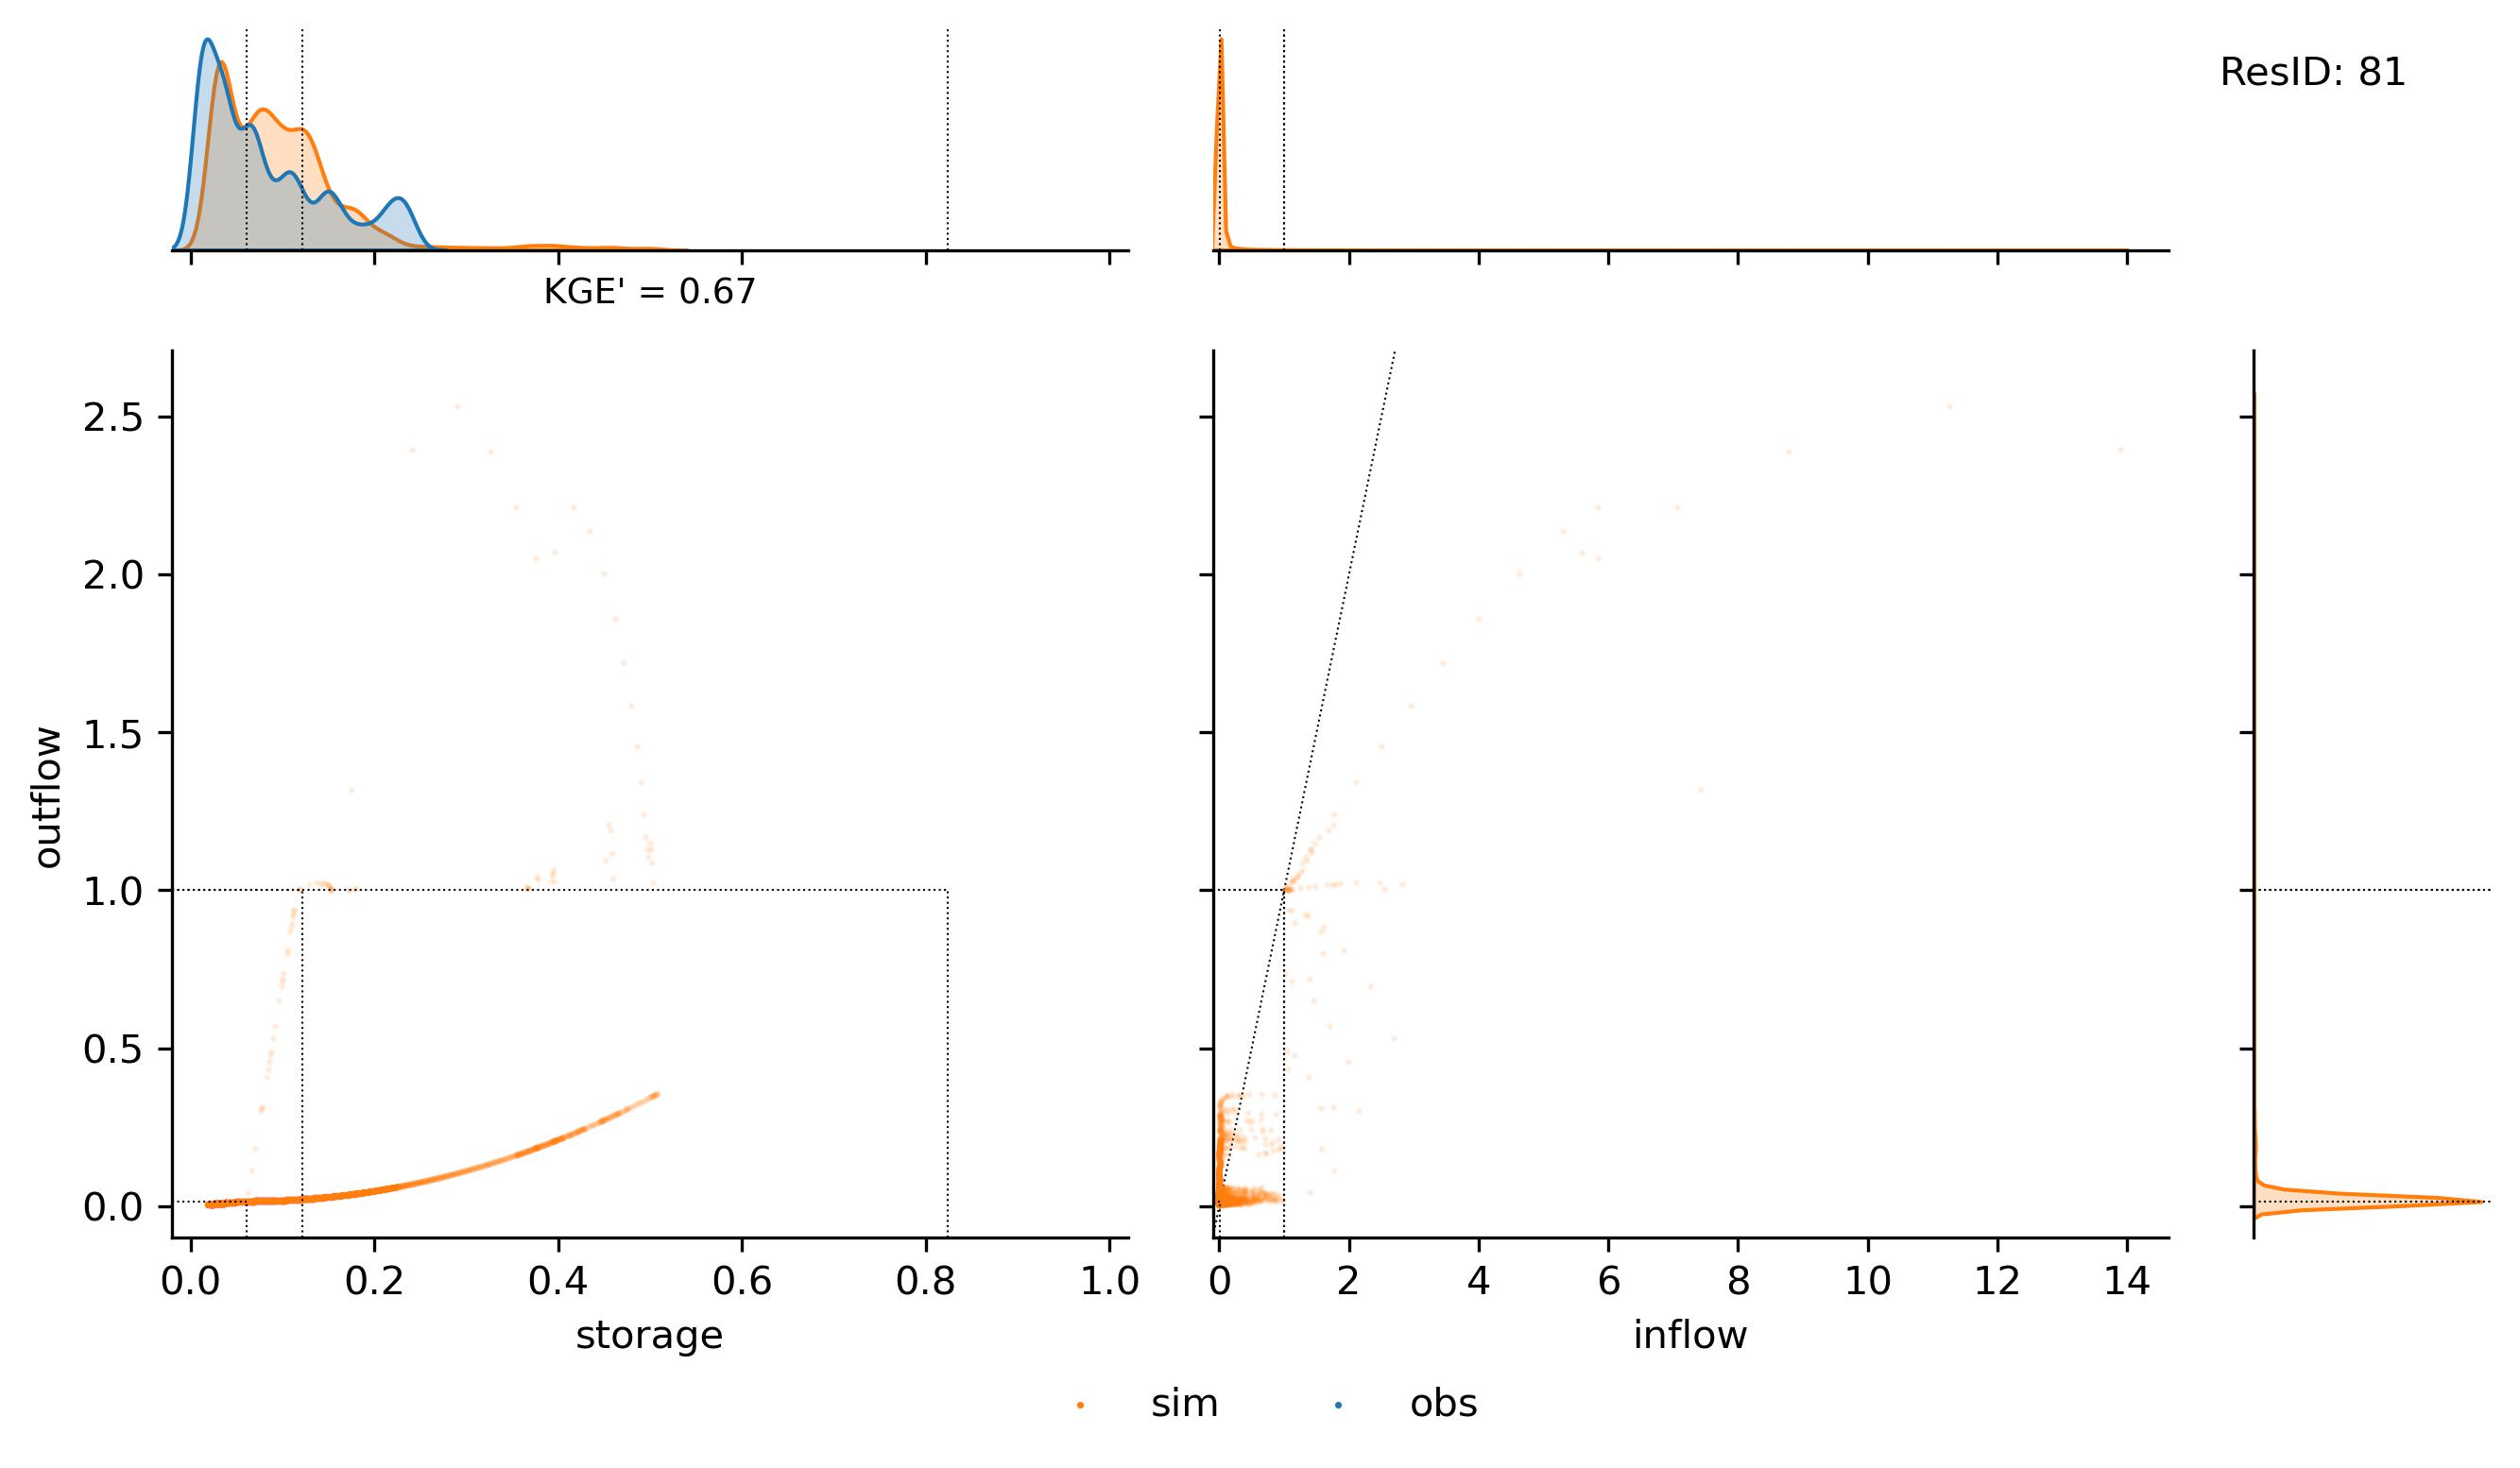 ResID: 81
KGE' = 0.67
outflow
2.5
2.0
1.5
1.0
0.5
0.0
0.0 0.2 0.4 0.6 0.8 1.0
0 2 4 6 8 10 12 14
storage
inflow
sim obs